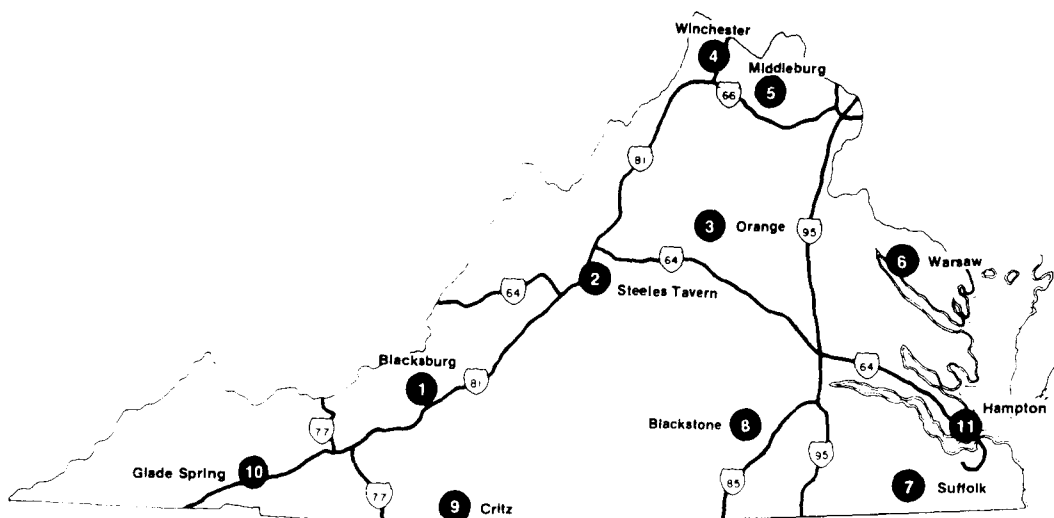 Winchester
4
Middleburg
5
66
81
3 Orange
95
6 Warsaw
64
2 Steeles Tavern
64
Blacksburg
1
81
64
Hampton
11
Blackstone 8
77
Glade Spring 10
95
85
77
7 Suffolk
9 Critz